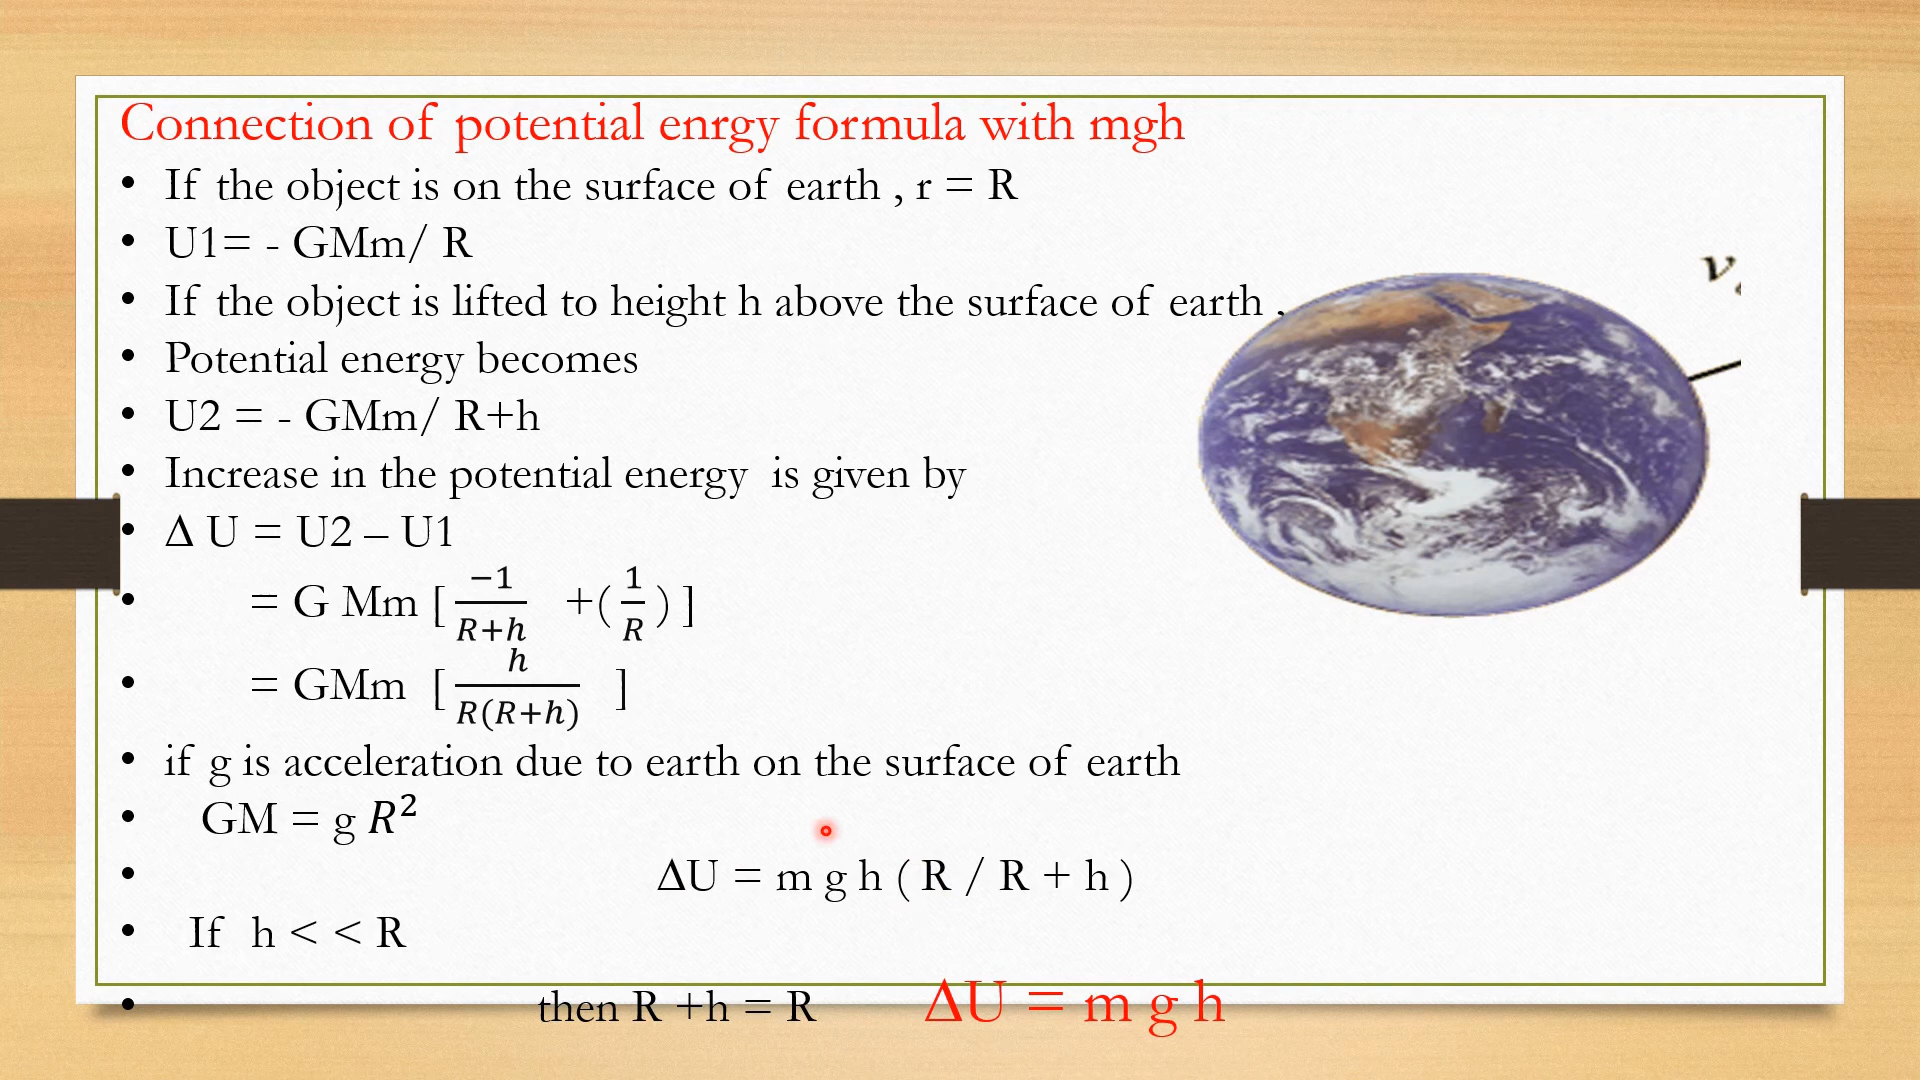 Connection of potential enrgy formula with mgh
• If the object is on the surface of earth , r = R
• U1= - GMm/ R
• If the object is lifted to height h above the surface of earth ,
• Potential energy becomes
• U2 = - GMm/ R+h
• Increase in the potential energy is given by
• Δ U = U2 – U1
• = G Mm [ −1/R+h +( 1/R ) ]
• = GMm [ h/R(R+h) ]
• if g is acceleration due to earth on the surface of earth
• GM = g R²
• ΔU = m g h ( R / R + h )
• If h < < R
• then R +h = R ΔU = m g h
v